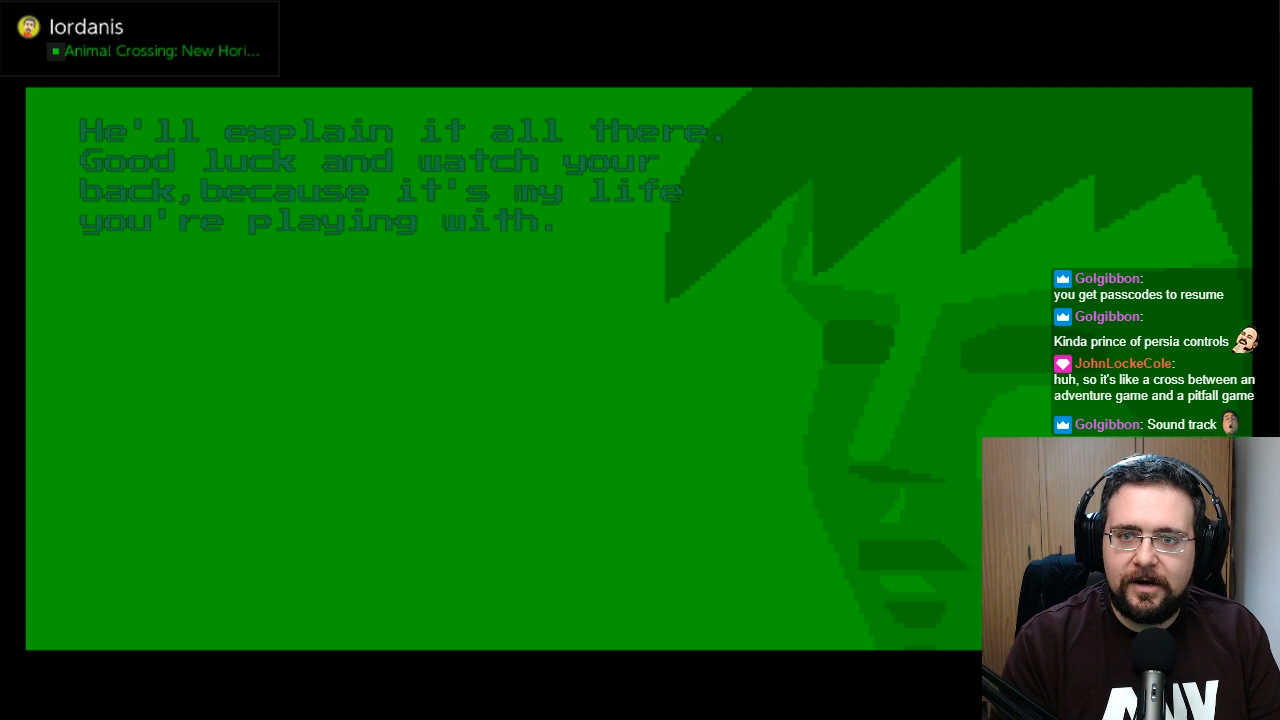 Iordanis
Animal Crossing: New Hori...
He'll explain it all there.
Good luck and watch your
back,because it's my life
you're playing with.
Golgibbon:
you get passcodes to resume
Golgibbon:
Kinda prince of persia controls
JohnLockeCole:
huh, so it's like a cross between an
adventure game and a pitfall game
Golgibbon: Sound track
ANY